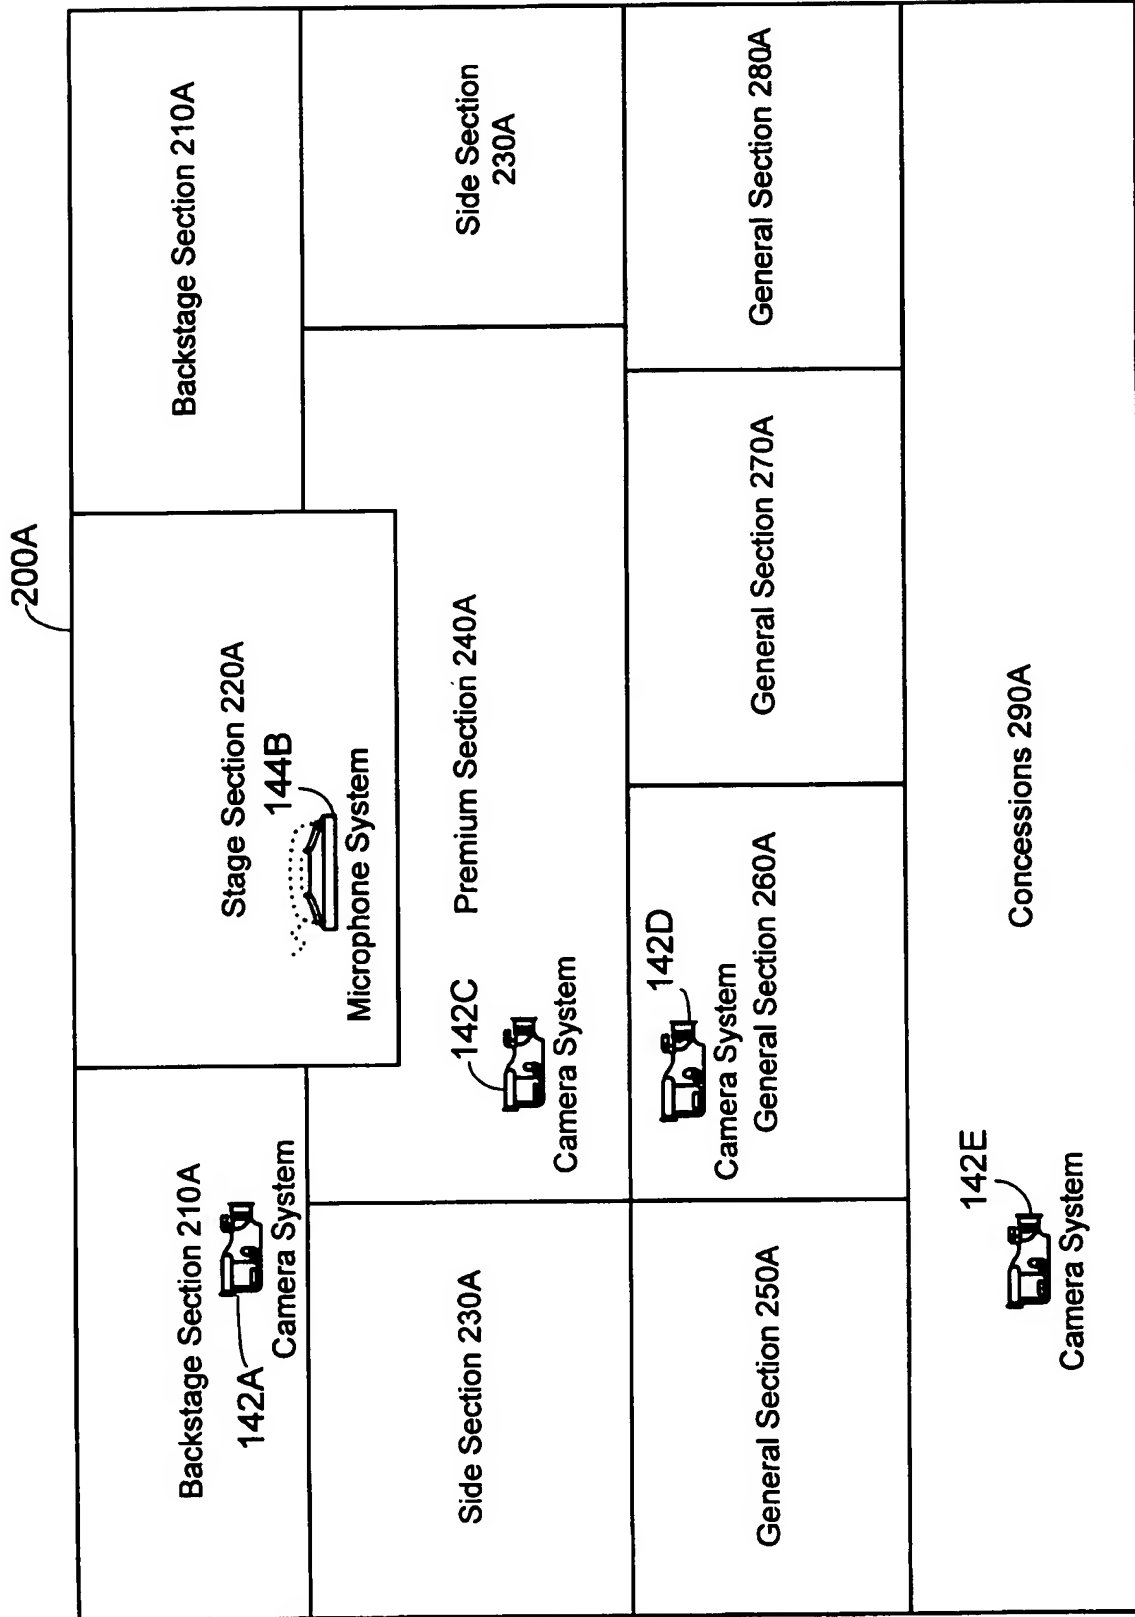 200A
Backstage Section 210A
142A
Camera System
Stage Section 220A
144B
Microphone System
Backstage Section 210A
Side Section 230A
Premium Section 240A
142C
Camera System
Side Section
230A
General Section 250A
142D
Camera System
General Section 260A
General Section 270A
General Section 280A
Concessions 290A
142E
Camera System